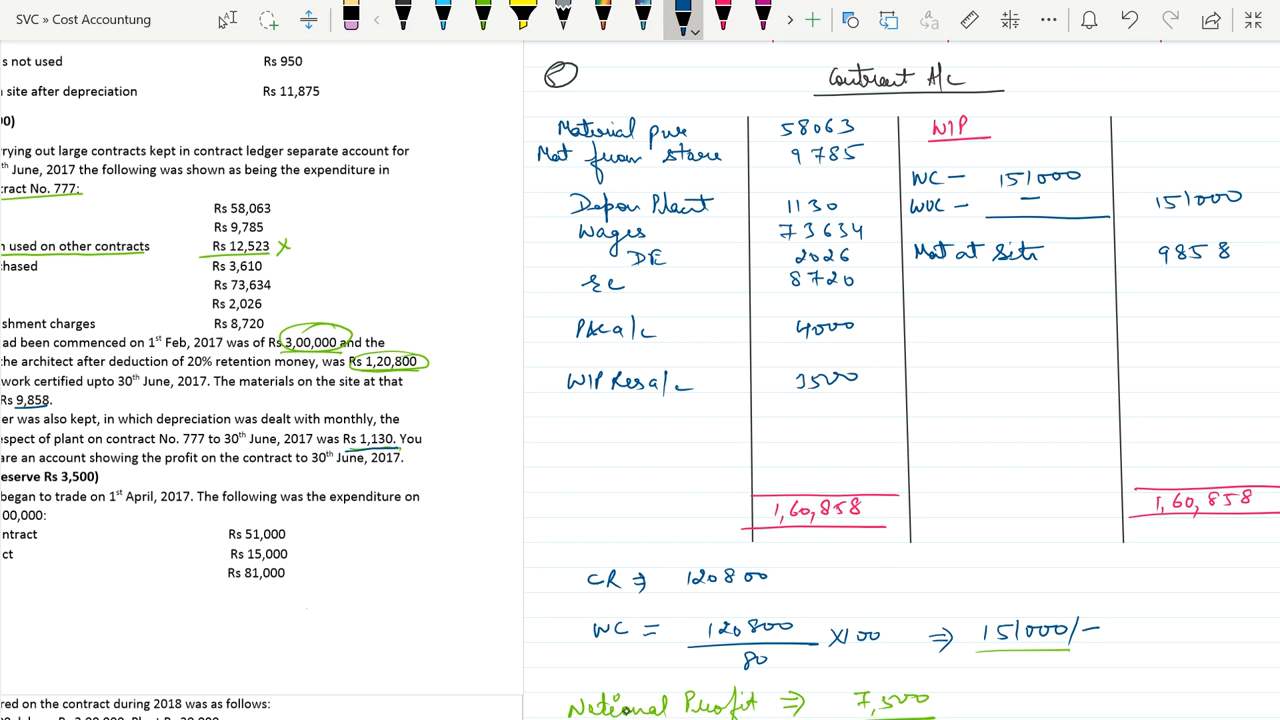 SVC » Cost Accountung
s not used Rs 950
site after depreciation Rs 11,875
00)
rrying out large contracts kept in contract ledger separate account for
th June, 2017 the following was shown as being the expenditure in
tract No. 777:
Rs 58,063
Rs 9,785
n used on other contracts Rs 12,523 x
hased Rs 3,610
Rs 73,634
Rs 2,026
shment charges Rs 8,720
ad been commenced on 1st Feb, 2017 was of Rs 3,00,000 and the
the architect after deduction of 20% retention money, was Rs 1,20,800
work certified upto 30th June, 2017. The materials on the site at that
Rs 9,858.
er was also kept, in which depreciation was dealt with monthly, the
espect of plant on contract No. 777 to 30th June, 2017 was Rs 1,130. You
are an account showing the profit on the contract to 30th June, 2017.
eserve Rs 3,500)
began to trade on 1st April, 2017. The following was the expenditure on
00,000:
ntract Rs 51,000
ct Rs 15,000
Rs 81,000
red on the contract during 2018 was as follows:
Contract A/c
Material pure 58063 WIP
Mat from store 9785
WC - 151000
Depon Plant 1130 WUC - - 151000
Wages 73634
DE 2026 Mat at site 9858
EC 8720
P&L a/c 4000
WIP Res a/c 3500
1,60,858 1,60,858
CR ⇒ 120800
WC = 120800 / 80 × 100 ⇒ 151000/-
Notional Profit ⇒ 7,500